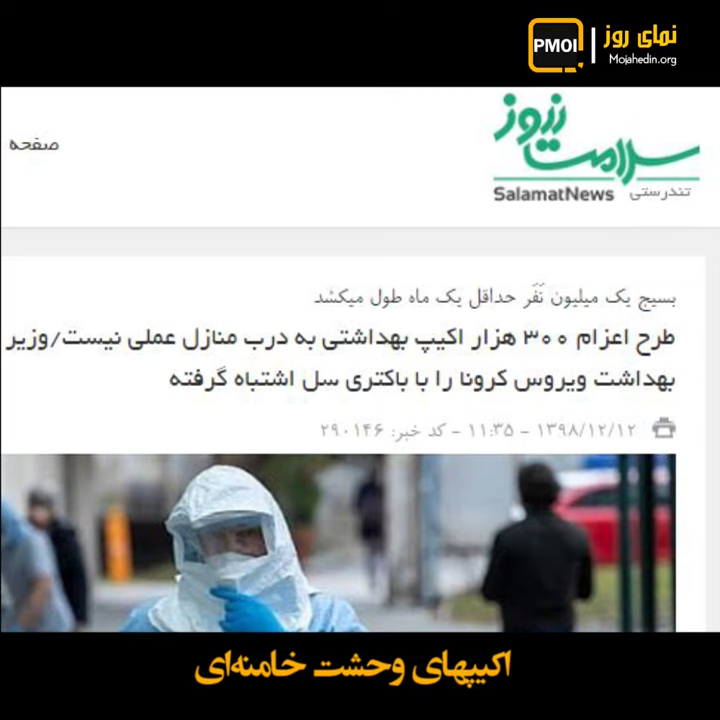 PMOI
نمای روز
Mojahedin.org
سلامت نیوز
SalamatNews تندرستی
صفحه
بسیج یک میلیون نَفَر حداقل یک ماه طول میکشد
طرح اعزام ۳۰۰ هزار اکیپ بهداشتی به درب منازل عملی نیست/وزیر
بهداشت ویروس کرونا را با باکتری سل اشتباه گرفته
۱۳۹۸/۱۲/۱۲ - ۱۱:۳۵ - کد خبر: ۲۹۰۱۴۶
اکیپهای وحشت خامنه‌ای